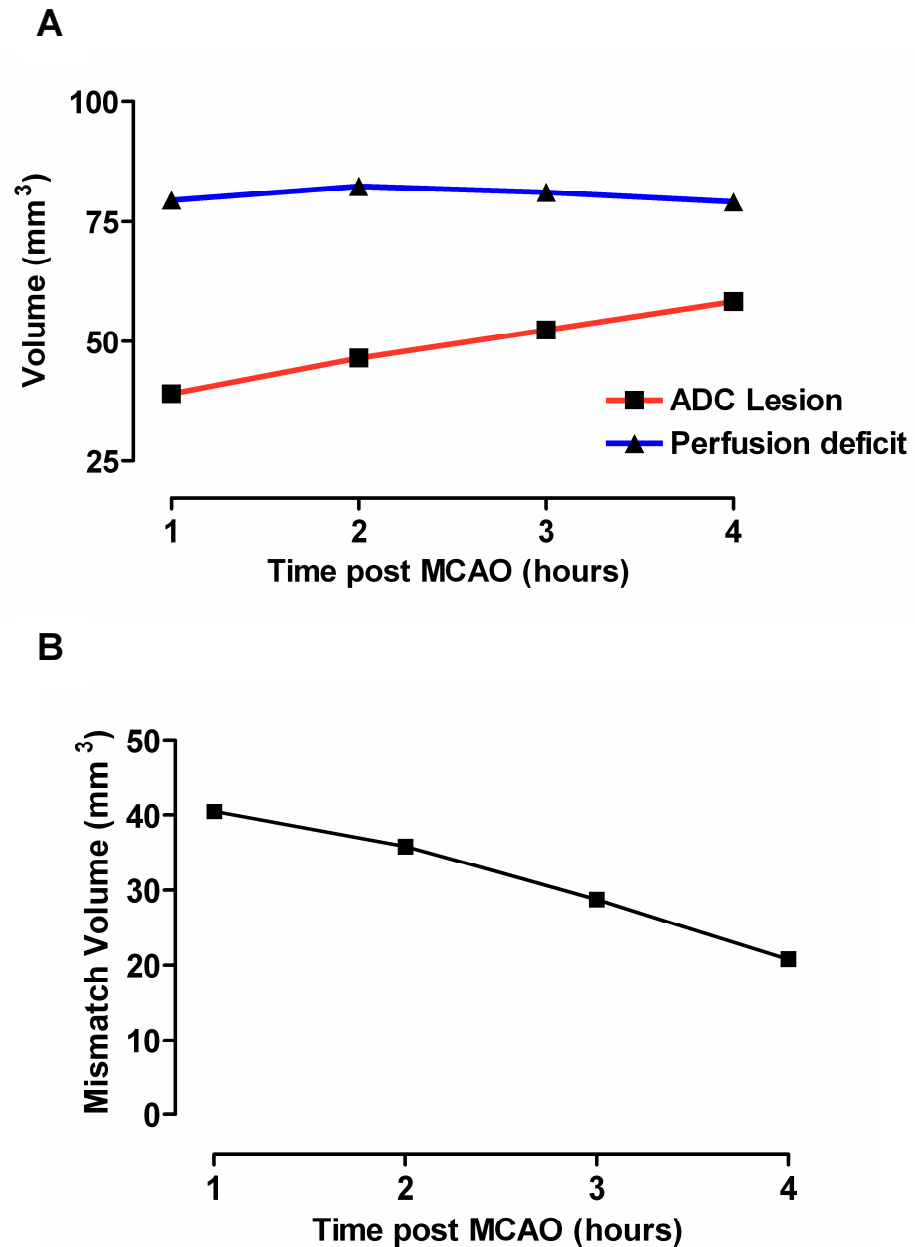 A
Volume (mm³)
100
75
50
25
ADC Lesion
Perfusion deficit
1 2 3 4
Time post MCAO (hours)
B
Mismatch Volume (mm³)
50
40
30
20
10
0
1 2 3 4
Time post MCAO (hours)